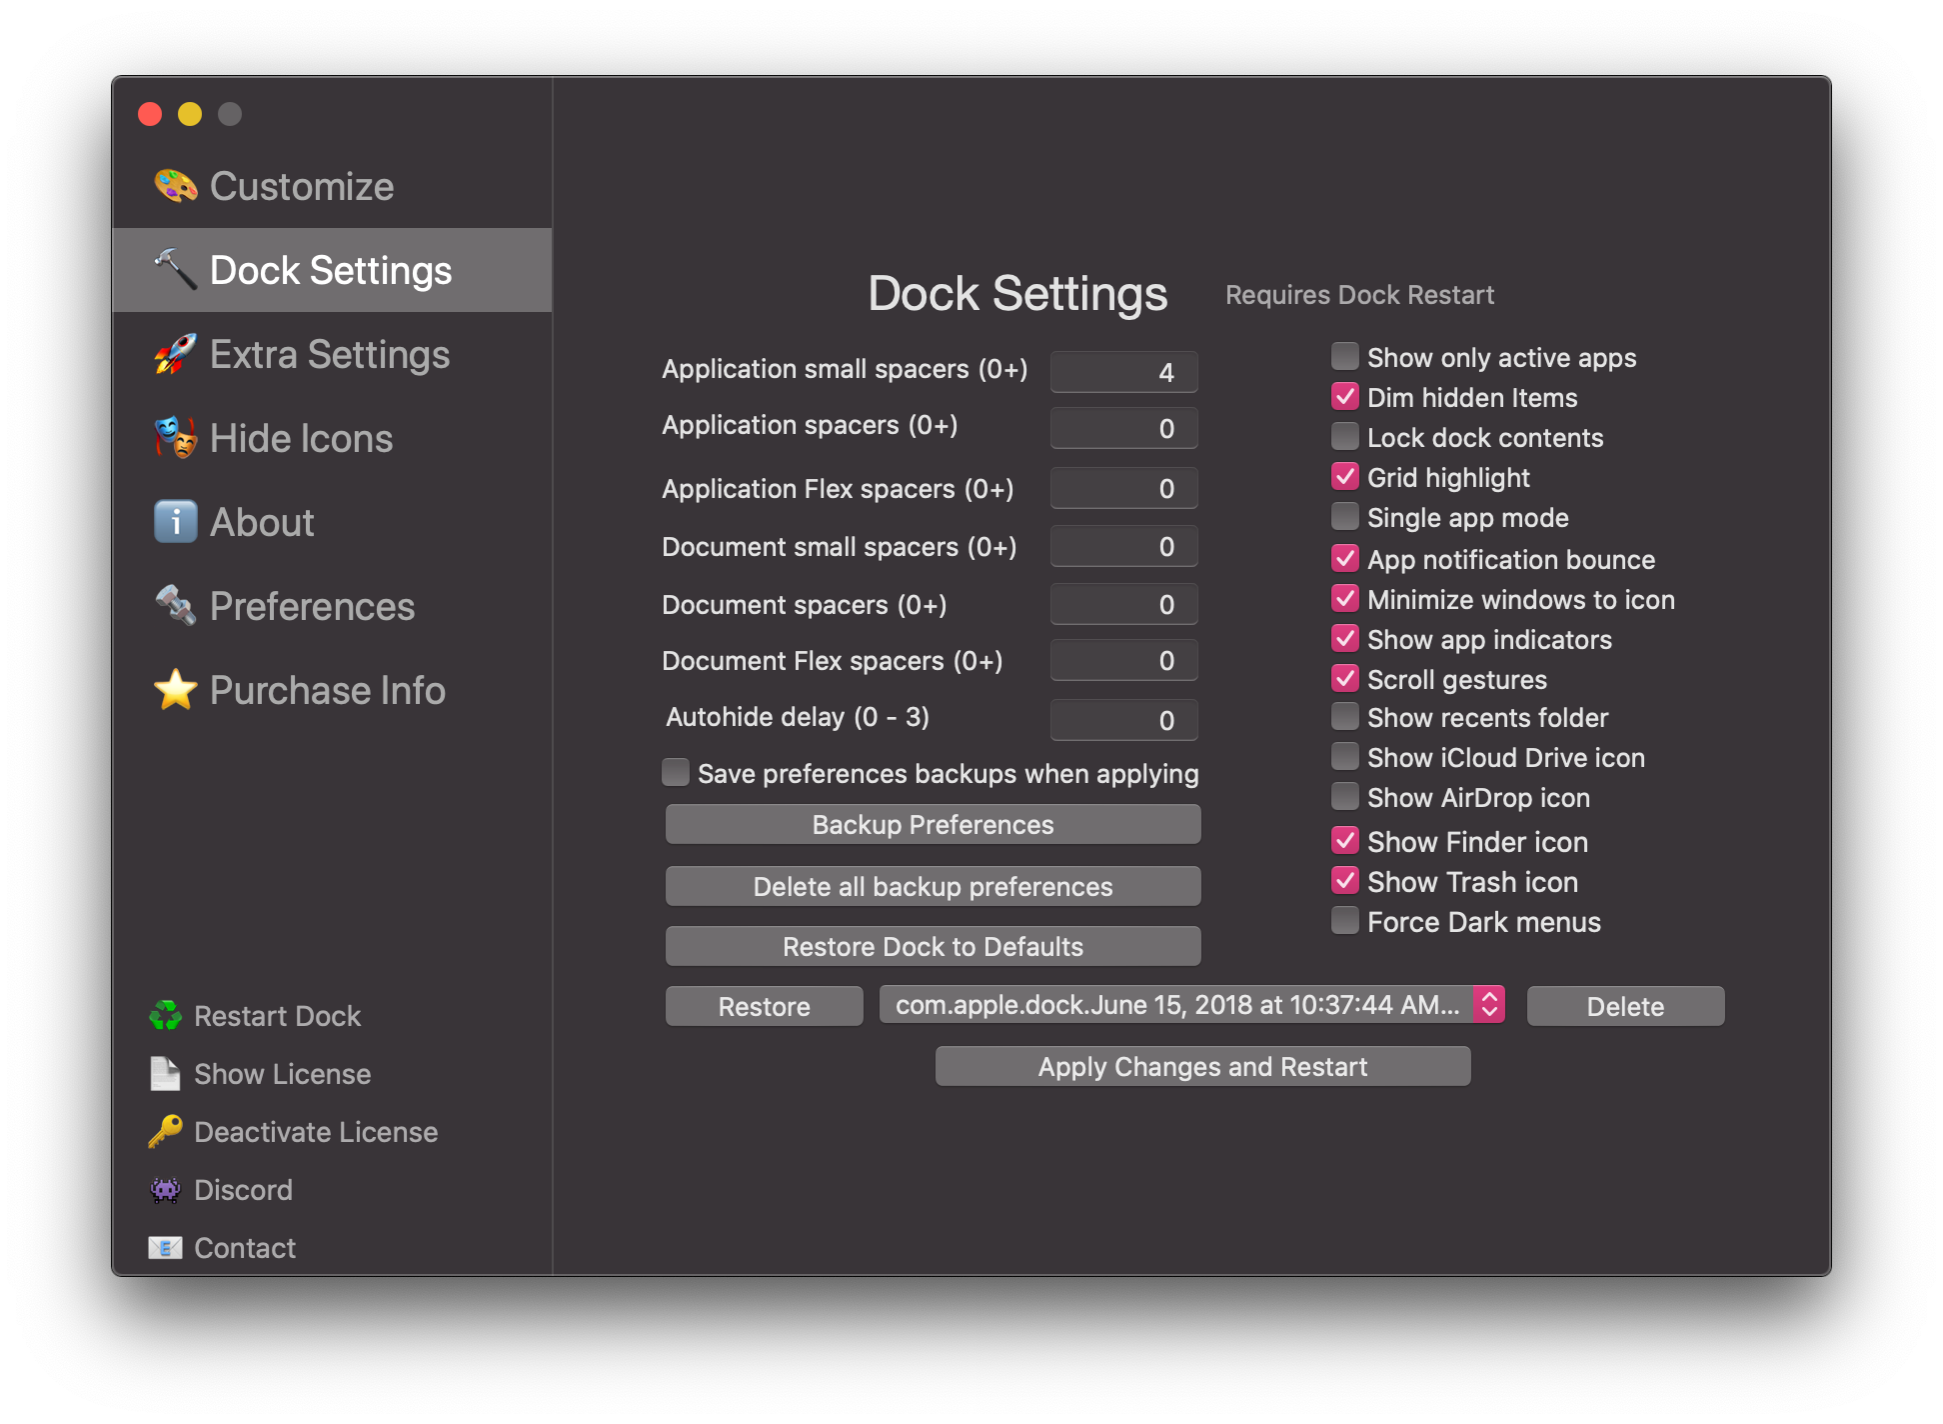 Customize
Dock Settings
Extra Settings
Hide Icons
About
Preferences
Purchase Info
Restart Dock
Show License
Deactivate License
Discord
Contact
Dock Settings
Requires Dock Restart
Application small spacers (0+) 4
Application spacers (0+) 0
Application Flex spacers (0+) 0
Document small spacers (0+) 0
Document spacers (0+) 0
Document Flex spacers (0+) 0
Autohide delay (0 - 3) 0
Save preferences backups when applying
Backup Preferences
Delete all backup preferences
Restore Dock to Defaults
Show only active apps
Dim hidden Items
Lock dock contents
Grid highlight
Single app mode
App notification bounce
Minimize windows to icon
Show app indicators
Scroll gestures
Show recents folder
Show iCloud Drive icon
Show AirDrop icon
Show Finder icon
Show Trash icon
Force Dark menus
Restore com.apple.dock.June 15, 2018 at 10:37:44 AM... Delete
Apply Changes and Restart